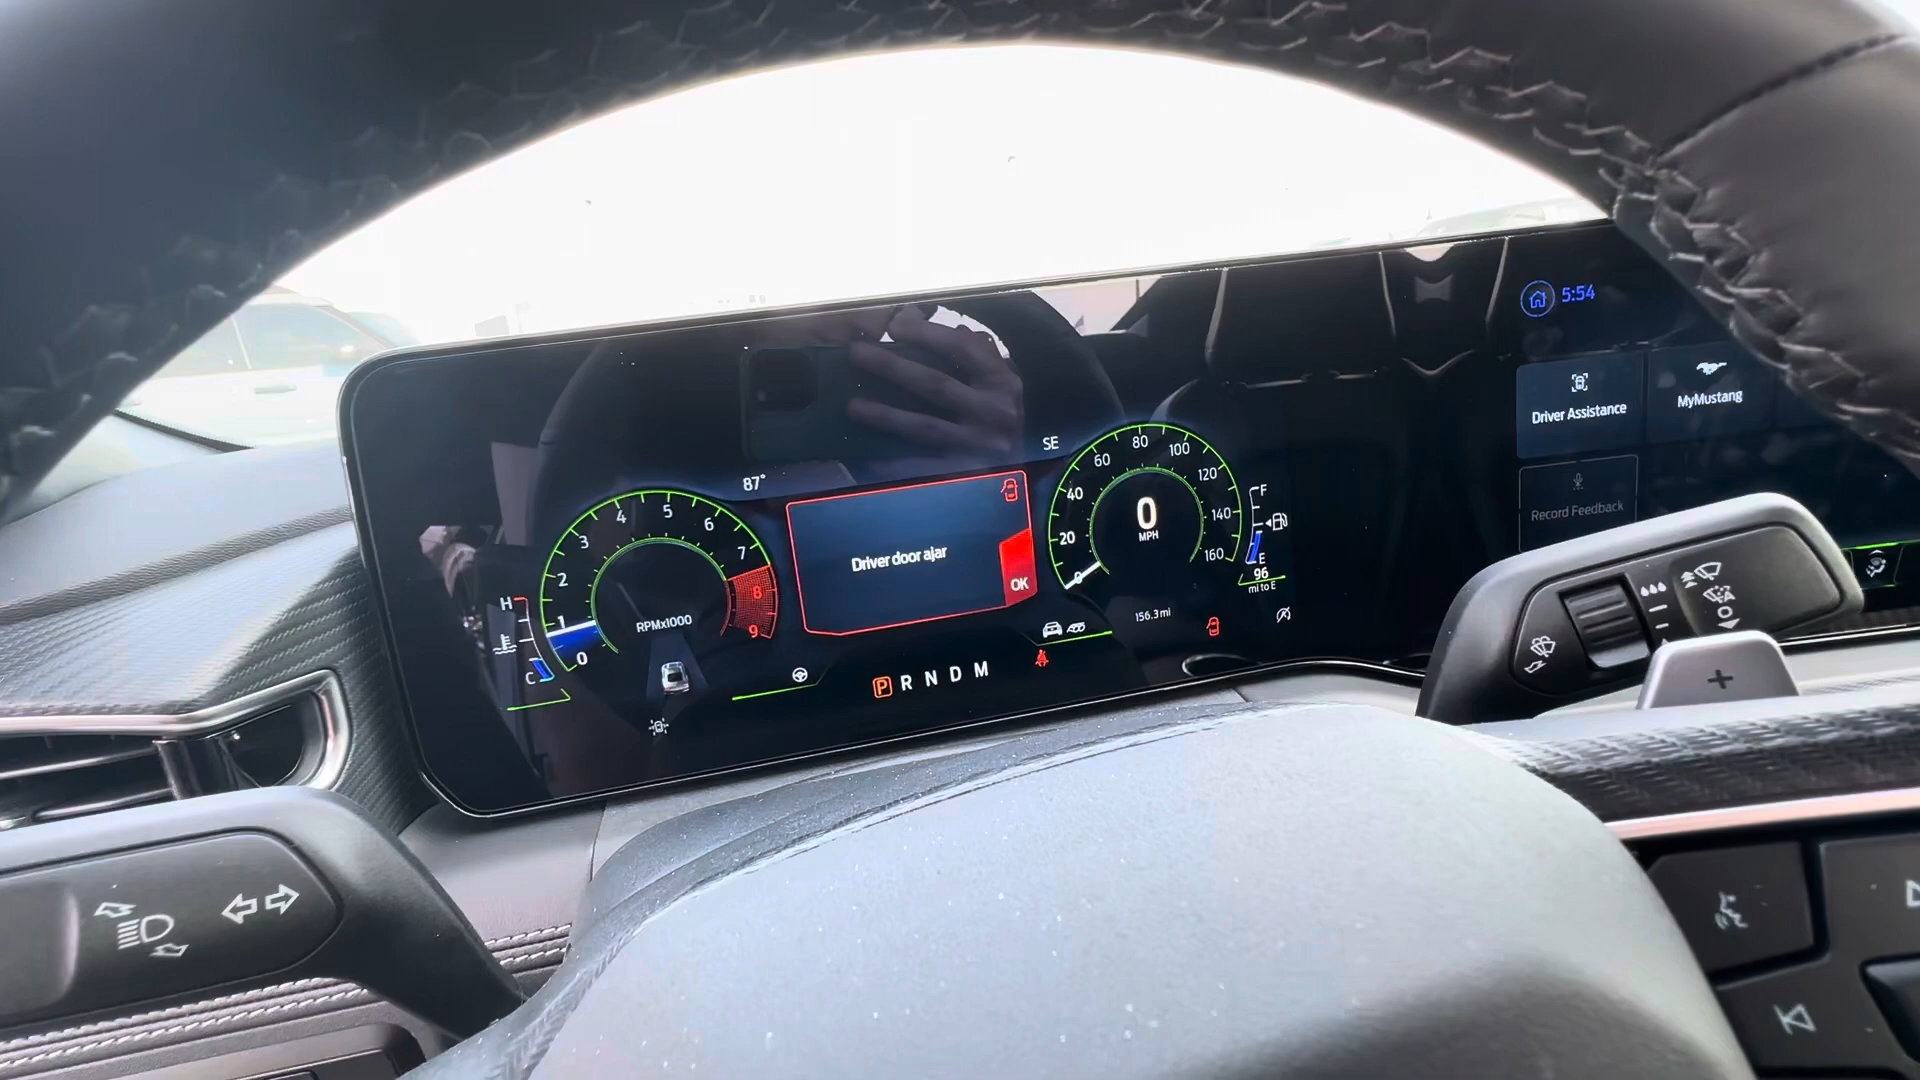 5:54
Driver Assistance
MyMustang
Record Feedback
87°
SE
0
1
2
3
4
5
6
7
8
9
RPMx1000
H
C
Driver door ajar
OK
0
20
40
60
80
100
120
140
160
0
MPH
F
E
96
mi to E
156.3 mi
P R N D M
+